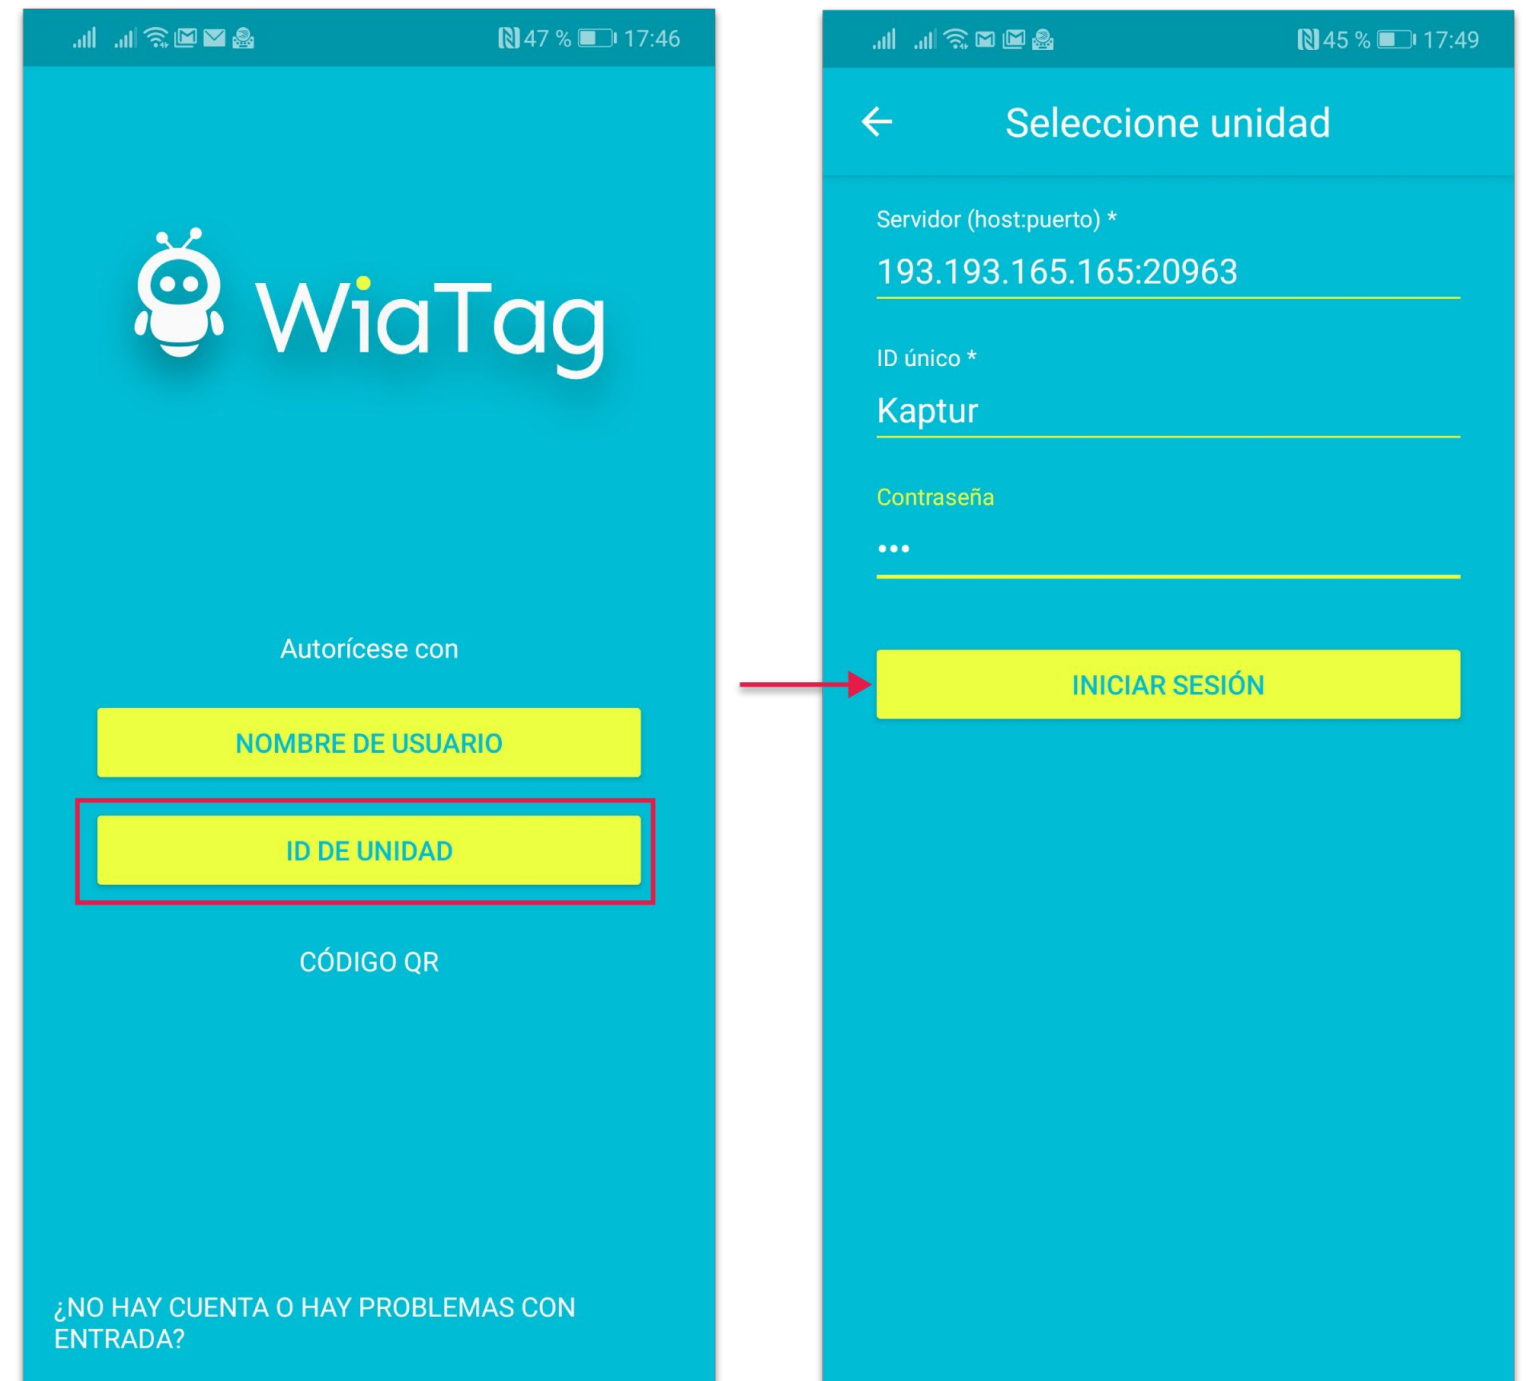 47 % 17:46
WiaTag
Autorícese con
NOMBRE DE USUARIO
ID DE UNIDAD
CÓDIGO QR
¿NO HAY CUENTA O HAY PROBLEMAS CON
ENTRADA?
45 % 17:49
Seleccione unidad
Servidor (host:puerto) *
193.193.165.165:20963
ID único *
Kaptur
Contraseña
•••
INICIAR SESIÓN